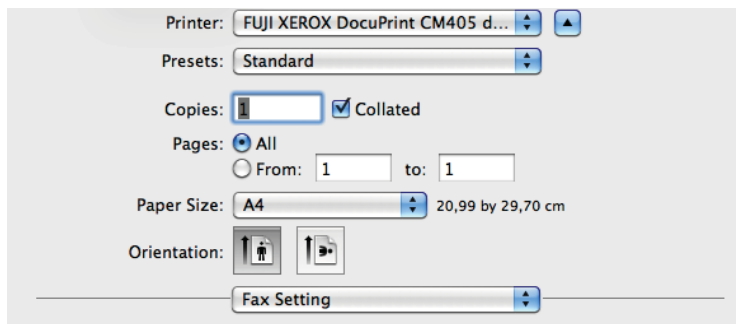 Printer: FUJI XEROX DocuPrint CM405 d...
Presets: Standard
Copies: 1 Collated
Pages: All
From: 1 to: 1
Paper Size: A4 20,99 by 29,70 cm
Orientation:
Fax Setting